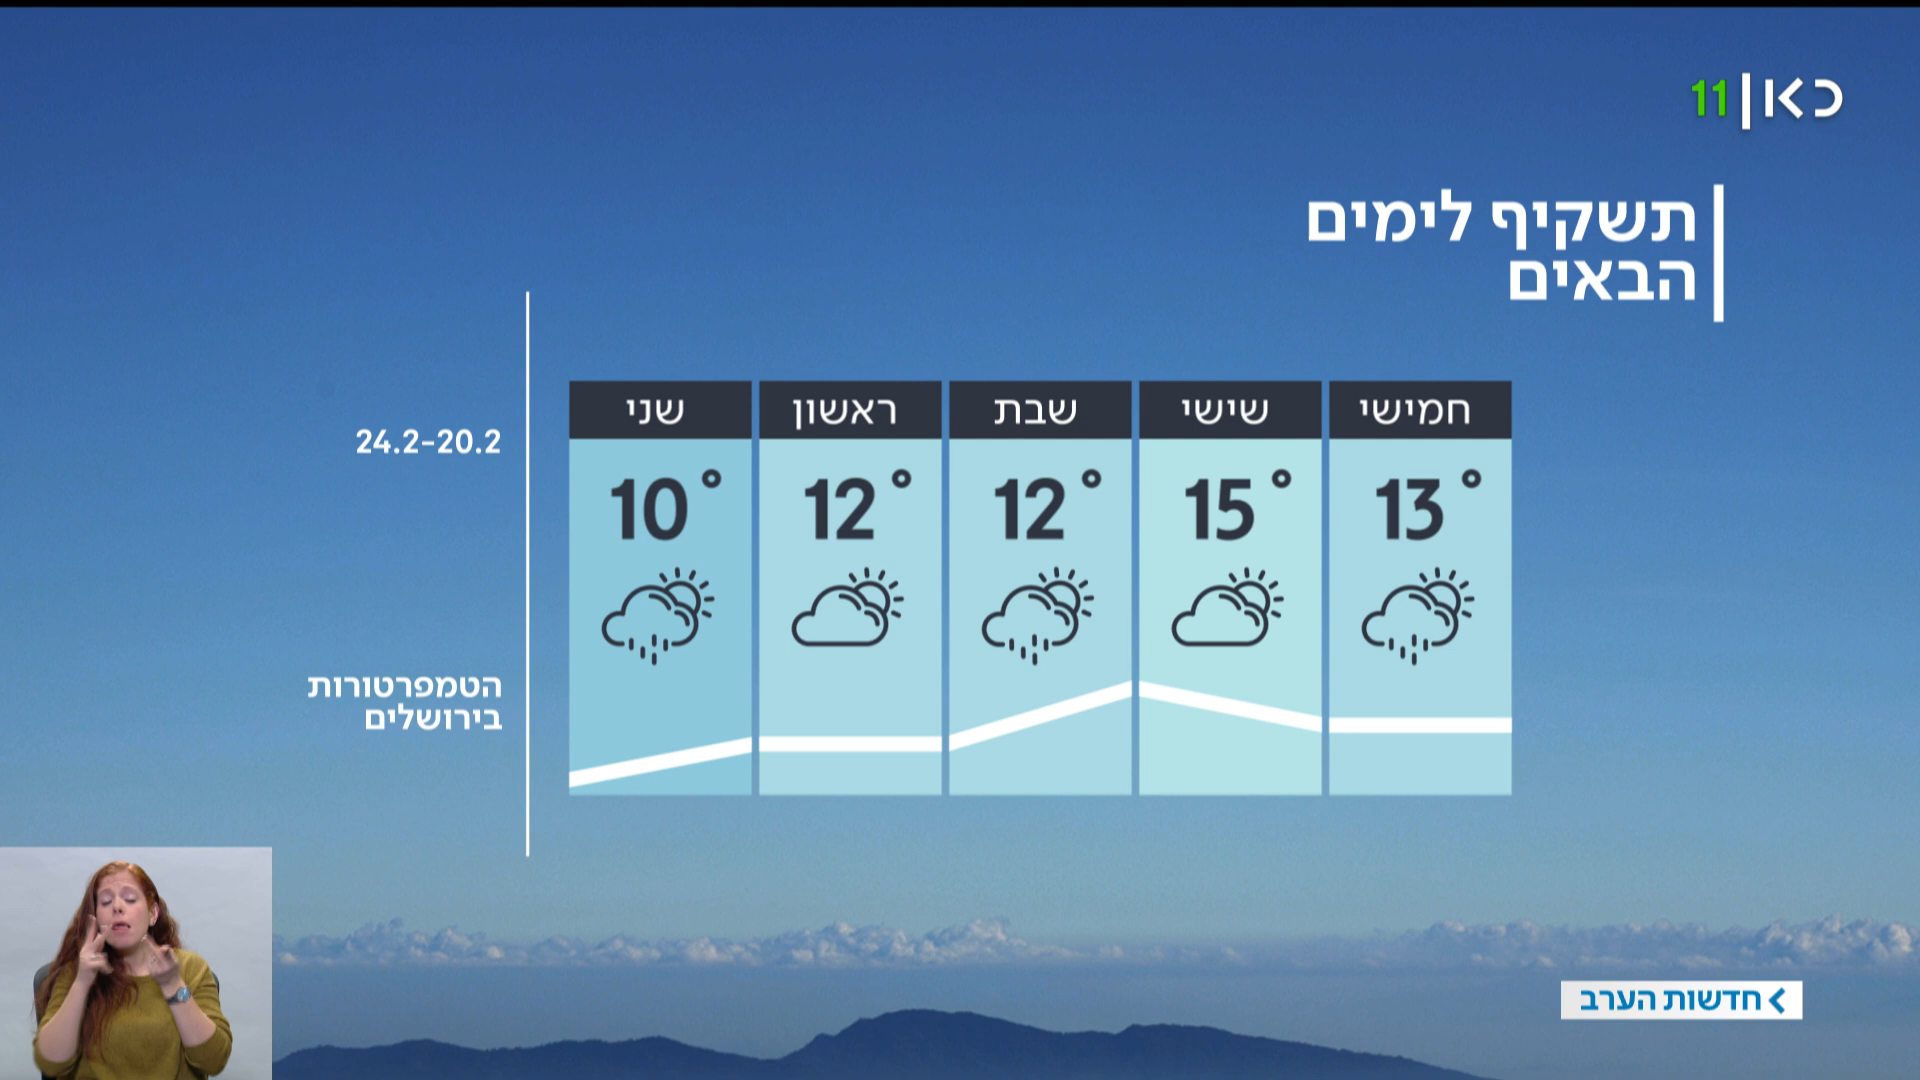 כאן | 11
תשקיף לימים
הבאים
חמישי
שישי
שבת
ראשון
שני
13°
15°
12°
12°
10°
24.2-20.2
הטמפרטורות
בירושלים
חדשות הערב